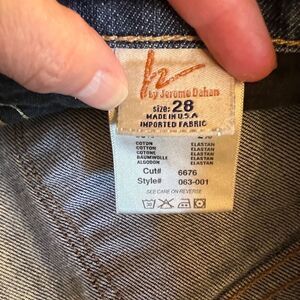 by Jerome Dahan
size: 28
MADE IN U.S.A
IMPORTED FABRIC
COTTON ELASTAN
COTTON ELASTAN
COTON ELASTAN
BAUMWOLLE ELASTAN
ALGODON ELASTAN
Cut# 6676
Style# 063-001
SEE CARE ON REVERSE